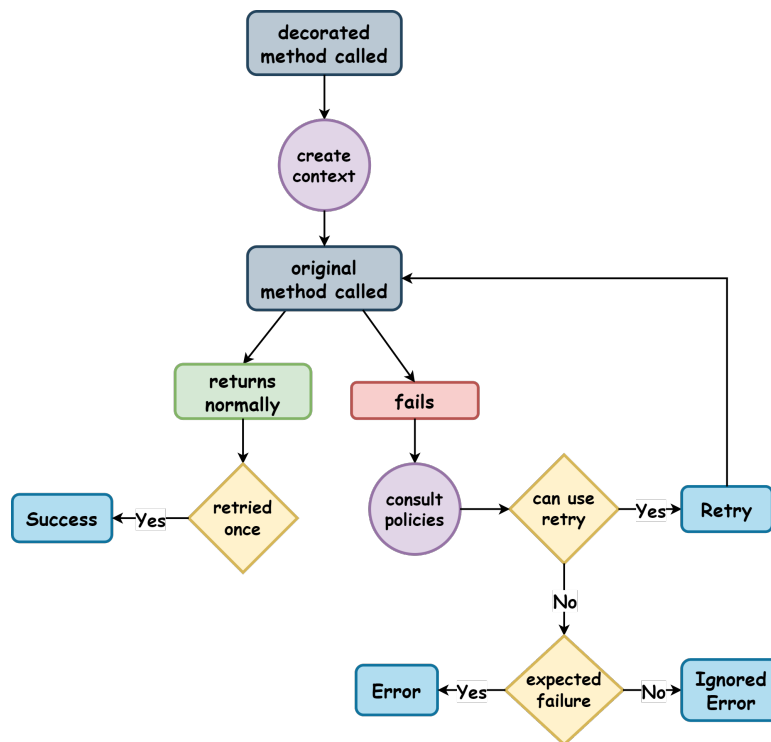 decorated
method called
create
context
original
method called
returns
normally
fails
Success
Yes
retried
once
consult
policies
can use
retry
Yes
Retry
No
Error
Yes
expected
failure
No
Ignored
Error